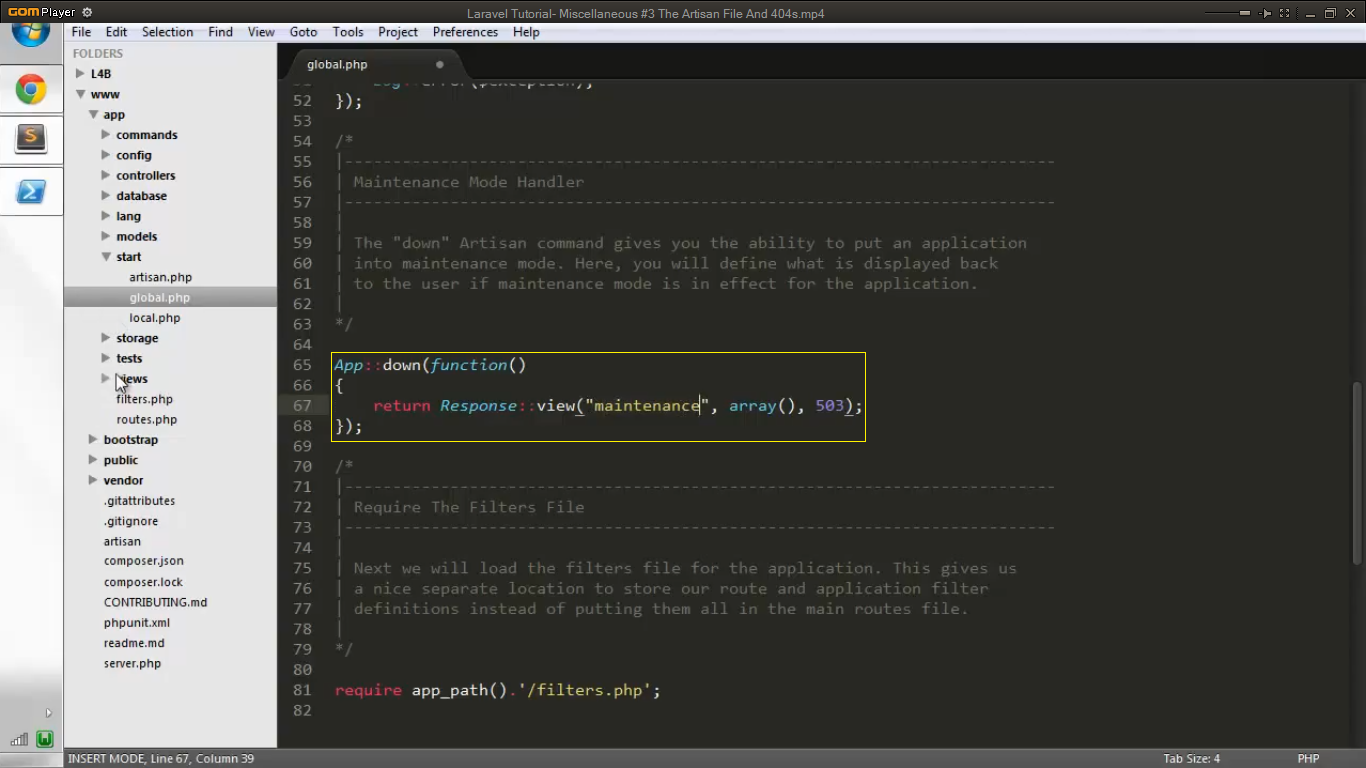 GOM Player
Laravel Tutorial- Miscellaneous #3 The Artisan File And 404s.mp4
File Edit Selection Find View Goto Tools Project Preferences Help
FOLDERS
L4B
www
app
commands
config
controllers
database
lang
models
start
artisan.php
global.php
local.php
storage
tests
views
filters.php
routes.php
bootstrap
public
vendor
.gitattributes
.gitignore
artisan
composer.json
composer.lock
CONTRIBUTING.md
phpunit.xml
readme.md
server.php
global.php
52 });
53
54 /*
55 |--------------------------------------------------------------------------
56 | Maintenance Mode Handler
57 |--------------------------------------------------------------------------
58 |
59 | The "down" Artisan command gives you the ability to put an application
60 | into maintenance mode. Here, you will define what is displayed back
61 | to the user if maintenance mode is in effect for the application.
62 |
63 */
64
65 App::down(function()
66 {
67 return Response::view("maintenance", array(), 503);
68 });
69
70 /*
71 |--------------------------------------------------------------------------
72 | Require The Filters File
73 |--------------------------------------------------------------------------
74 |
75 | Next we will load the filters file for the application. This gives us
76 | a nice separate location to store our route and application filter
77 | definitions instead of putting them all in the main routes file.
78 |
79 */
80
81 require app_path().'/filters.php';
82
INSERT MODE, Line 67, Column 39 Tab Size: 4 PHP